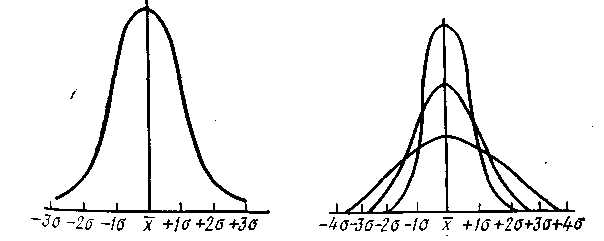 -3σ -2σ -1σ x̄ +1σ +2σ +3σ
-4σ -3σ -2σ -1σ x̄ +1σ +2σ +3σ +4σ